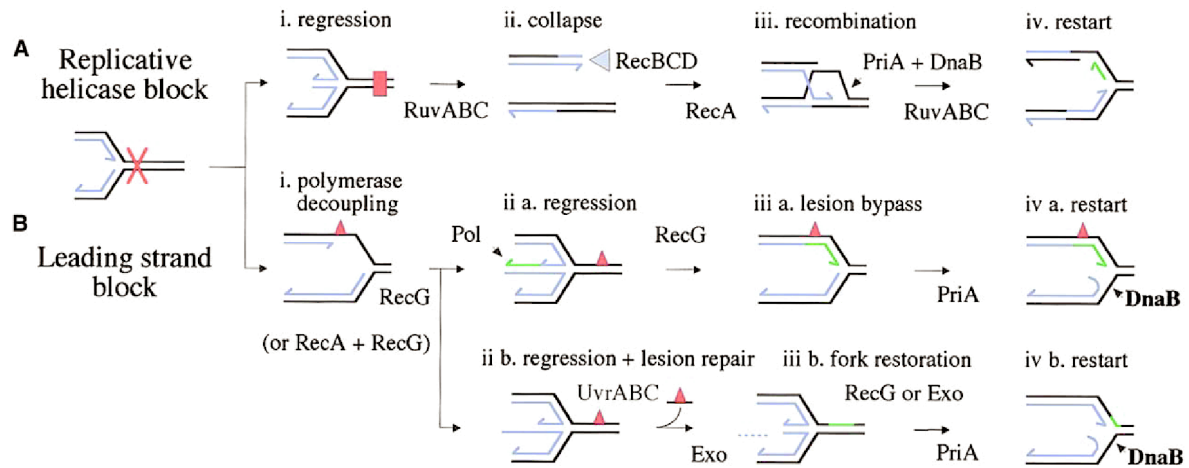 i. regression
ii. collapse
iii. recombination
iv. restart
A
Replicative
helicase block
RuvABC
RecBCD
RecA
PriA + DnaB
RuvABC
B
Leading strand
block
i. polymerase
decoupling
RecG
(or RecA + RecG)
ii a. regression
Pol
RecG
iii a. lesion bypass
PriA
iv a. restart
DnaB
ii b. regression + lesion repair
UvrABC
Exo
iii b. fork restoration
RecG or Exo
PriA
iv b. restart
DnaB